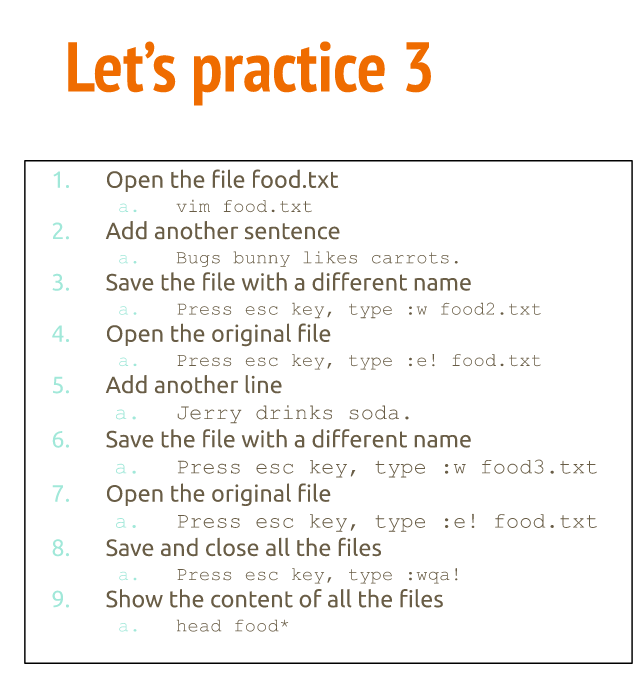 Let's practice 3
1. Open the file food.txt
a. vim food.txt
2. Add another sentence
a. Bugs bunny likes carrots.
3. Save the file with a different name
a. Press esc key, type :w food2.txt
4. Open the original file
a. Press esc key, type :e! food.txt
5. Add another line
a. Jerry drinks soda.
6. Save the file with a different name
a. Press esc key, type :w food3.txt
7. Open the original file
a. Press esc key, type :e! food.txt
8. Save and close all the files
a. Press esc key, type :wqa!
9. Show the content of all the files
a. head food*